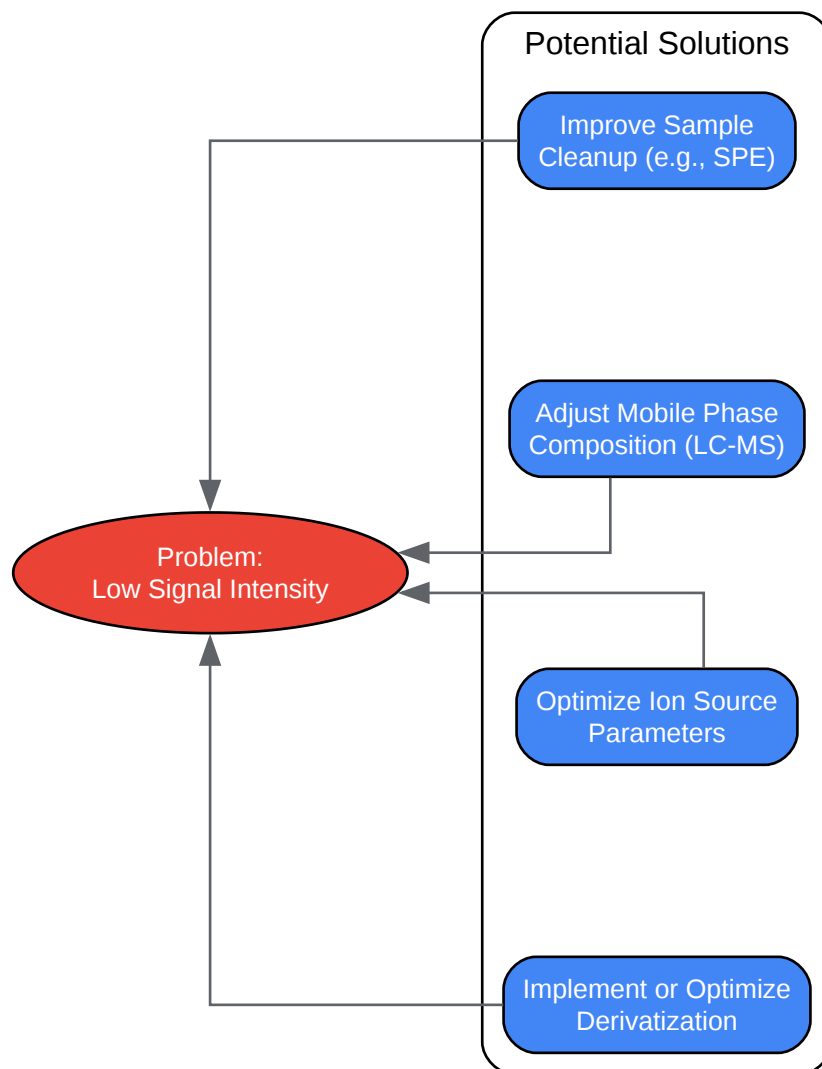 Potential Solutions
Improve Sample
Cleanup (e.g., SPE)
Adjust Mobile Phase
Composition (LC-MS)
Problem:
Low Signal Intensity
Optimize Ion Source
Parameters
Implement or Optimize
Derivatization